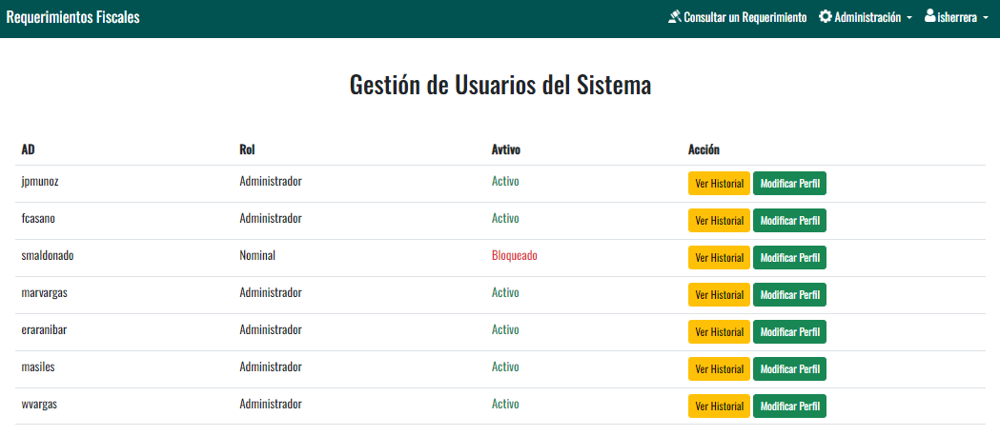 Requerimientos Fiscales Consultar un Requerimiento Administración isherrera
Gestión de Usuarios del Sistema
AD Rol Avtivo Acción
jpmunoz Administrador Activo Ver Historial Modificar Perfil
fcasano Administrador Activo Ver Historial Modificar Perfil
smaldonado Nominal Bloqueado Ver Historial Modificar Perfil
marvargas Administrador Activo Ver Historial Modificar Perfil
eraranibar Administrador Activo Ver Historial Modificar Perfil
masiles Administrador Activo Ver Historial Modificar Perfil
wvargas Administrador Activo Ver Historial Modificar Perfil